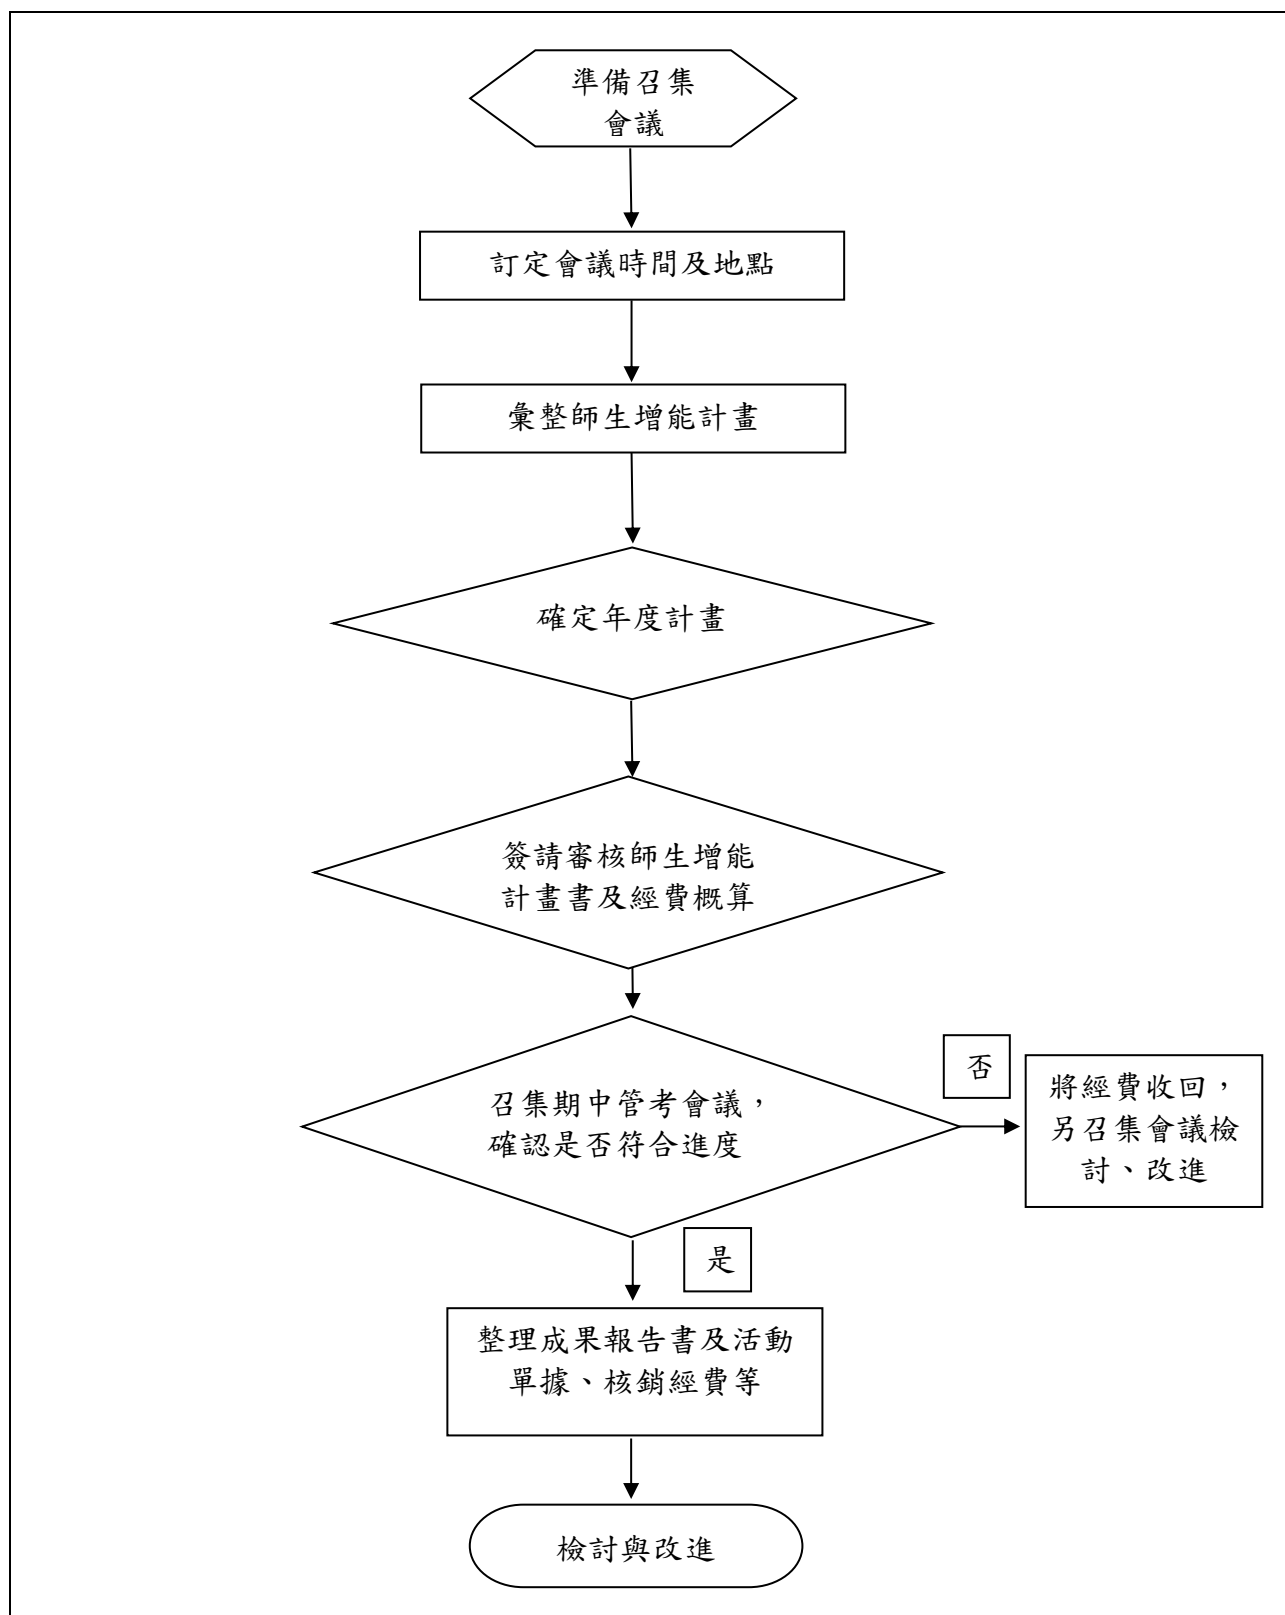 準備召集
會議
訂定會議時間及地點
彙整師生增能計畫
確定年度計畫
簽請審核師生增能
計畫書及經費概算
召集期中管考會議，
確認是否符合進度
否
將經費收回，
另召集會議檢
討、改進
是
整理成果報告書及活動
單據、核銷經費等
檢討與改進